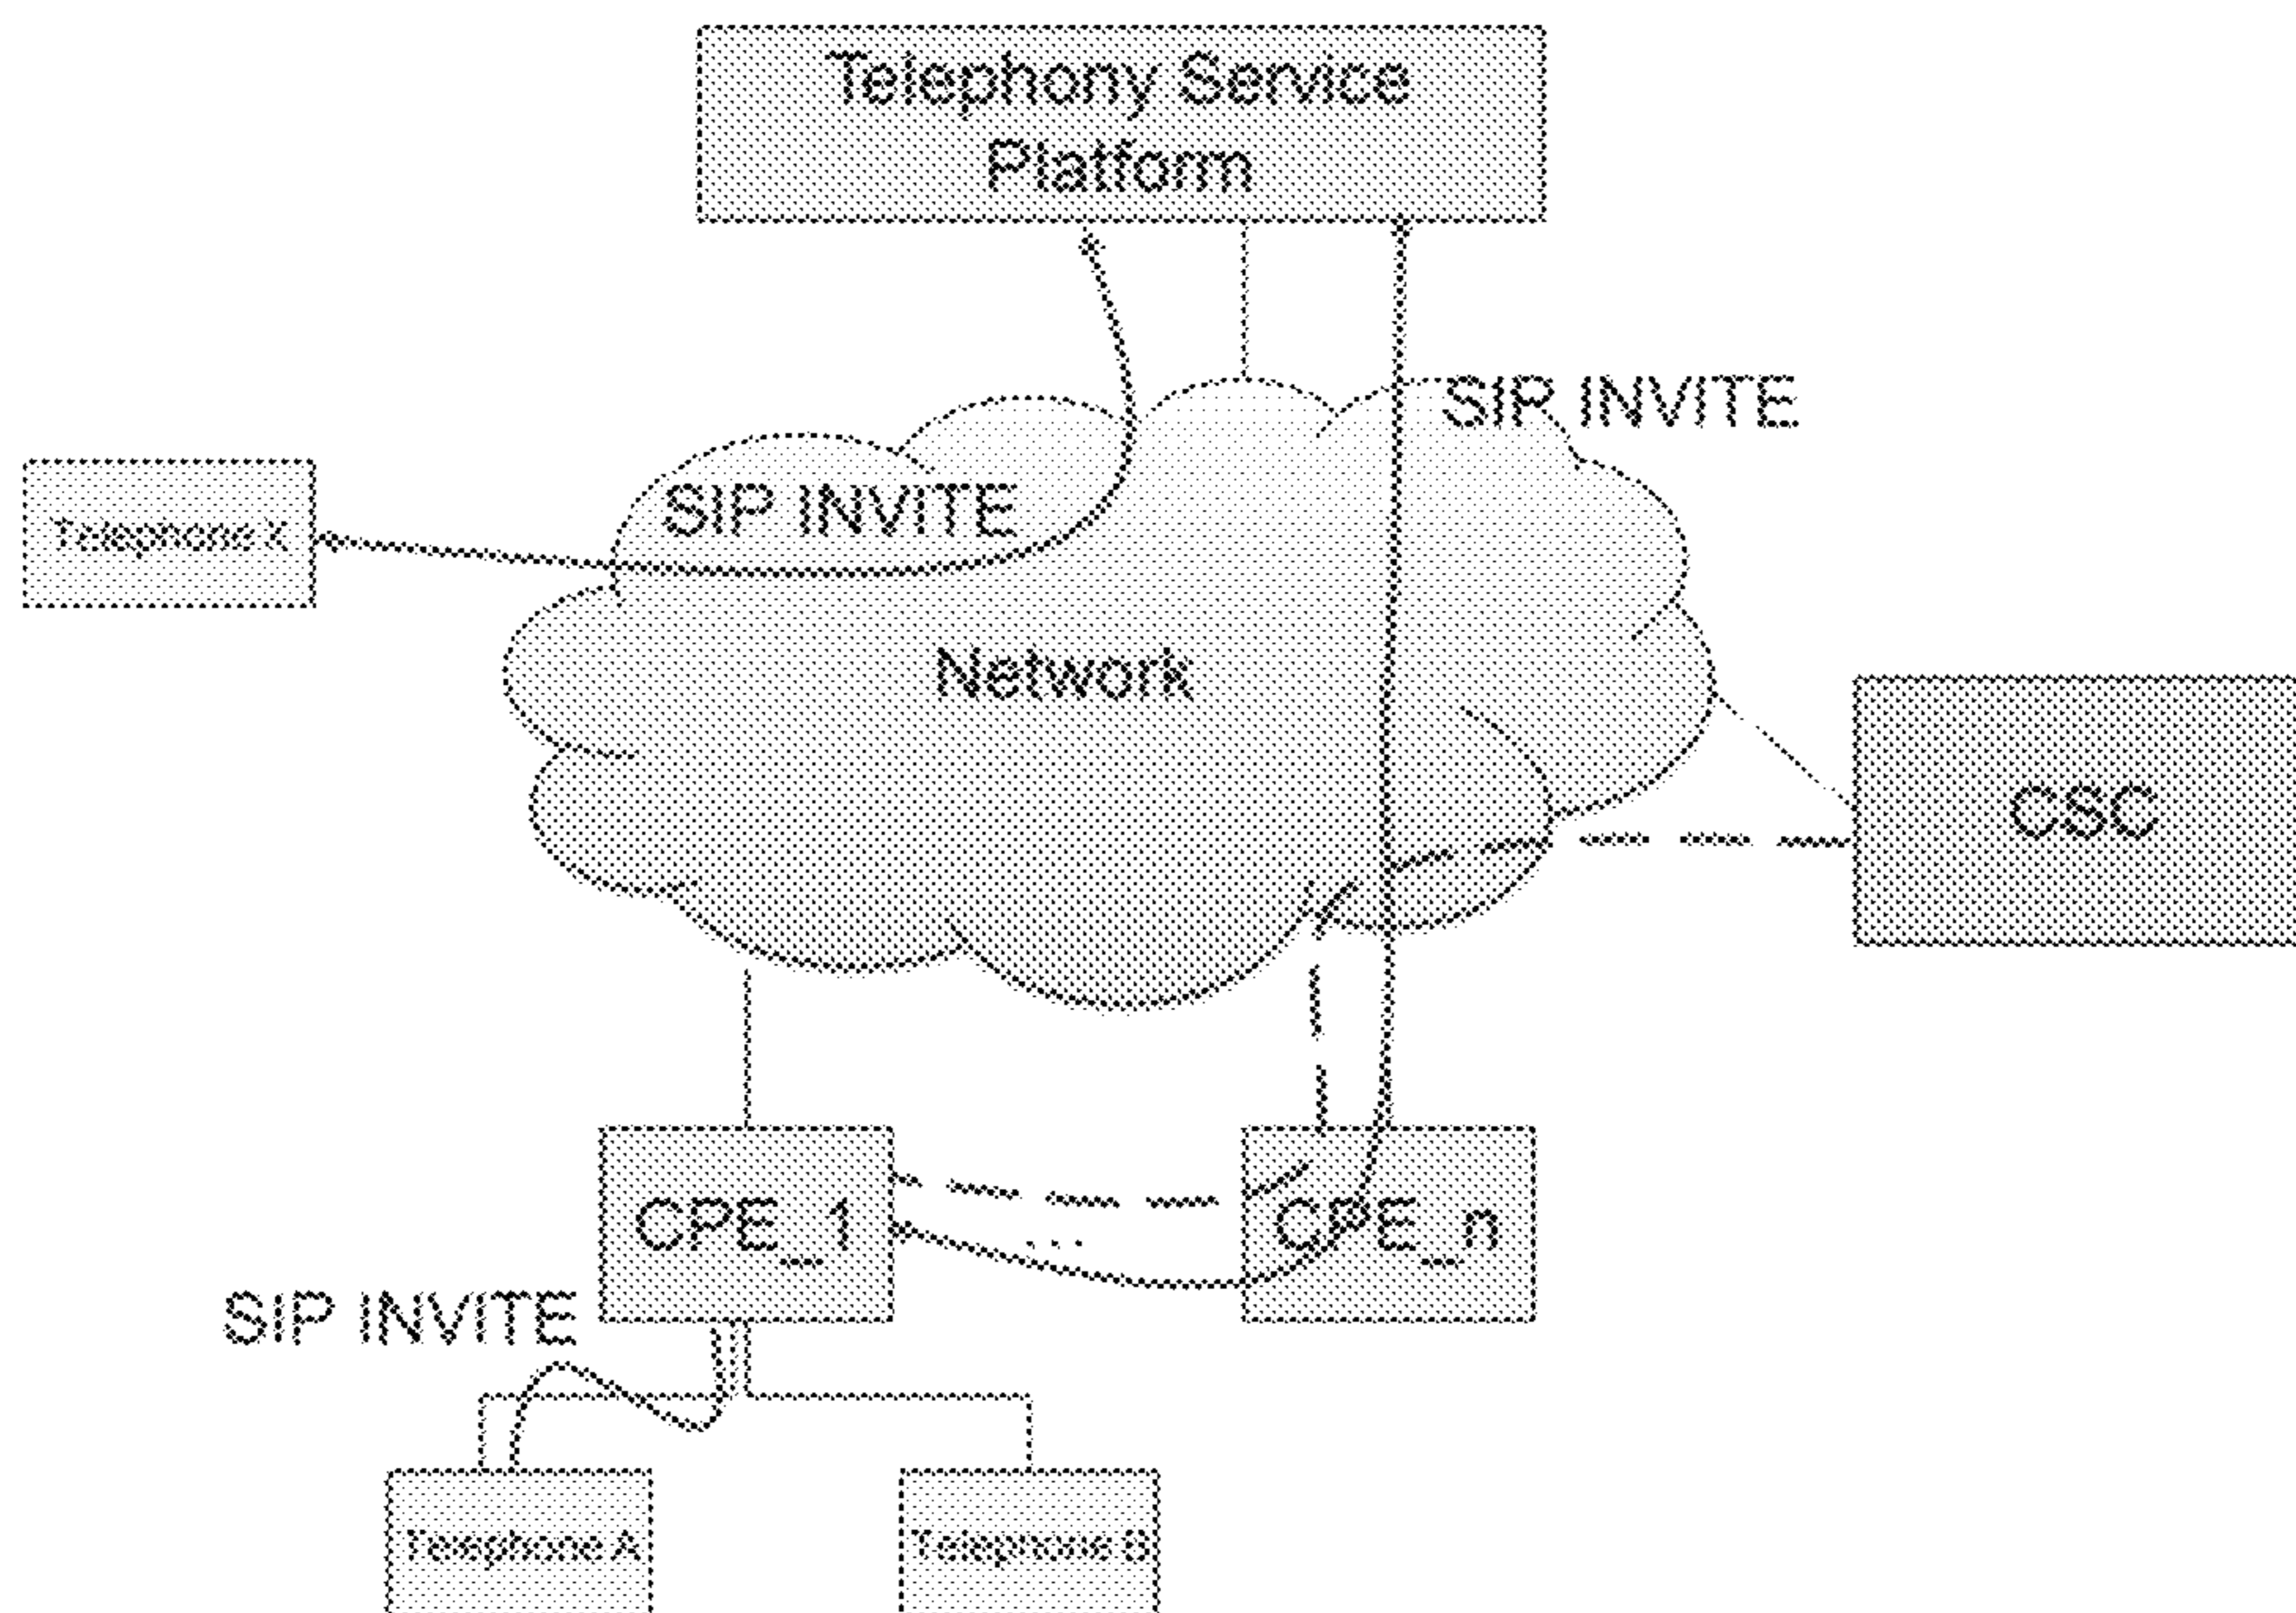 Telephony Service
Platform
SIP INVITE
SIP INVITE
Telephone X
Network
CSC
CPE_1
...
CPE_n
SIP INVITE
Telephone A
Telephone B